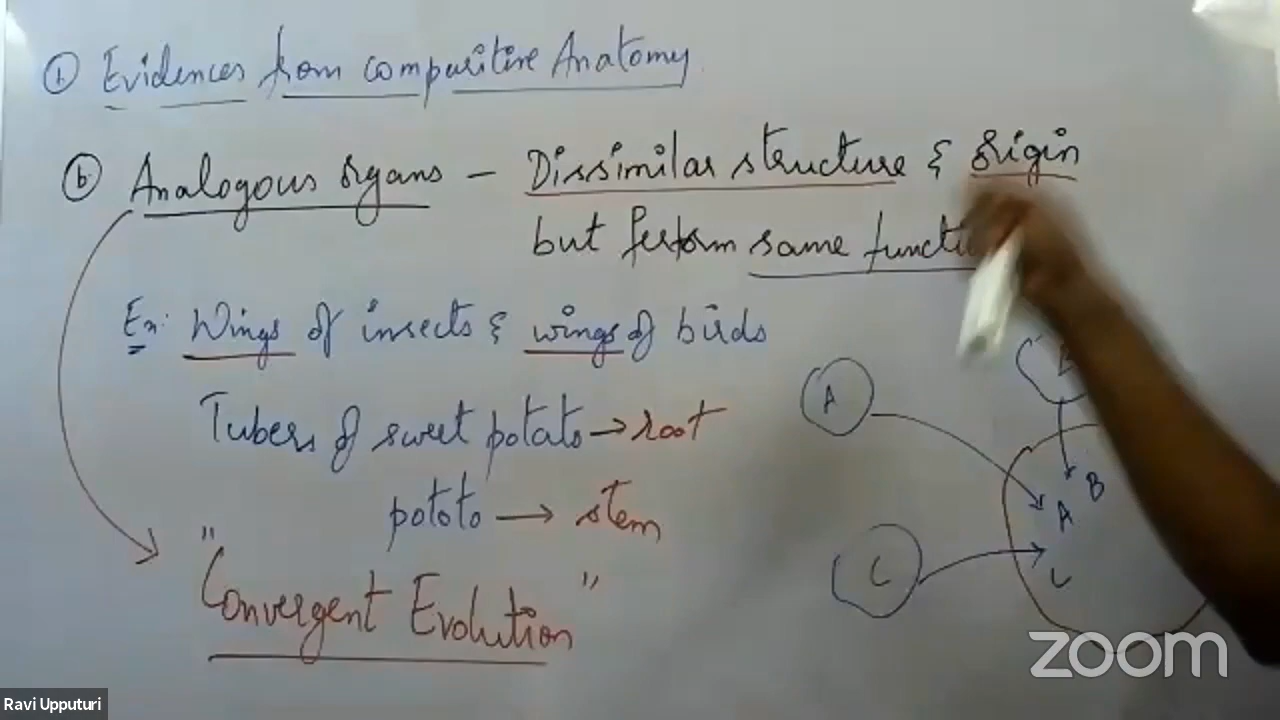 ① Evidences from comparitive Anatomy
ⓑ Analogous organs - Dissimilar structure & origin
but perform same functi
Ex: Wings of insects & wings of birds
Tubers of sweet potato → root
pototo → stem
"Convergent Evolution"
A
B
B
A
C
C
zoom
Ravi Upputuri